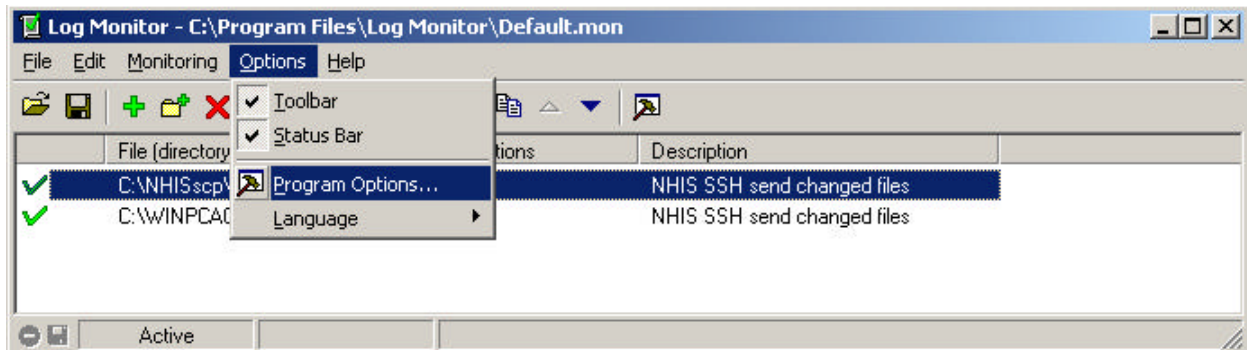 Log Monitor - C:\Program Files\Log Monitor\Default.mon
File Edit Monitoring Options Help
Toolbar
Status Bar
Program Options...
Language
File (directory tions Description
C:\NHISscp\ NHIS SSH send changed files
C:\WINPCAC NHIS SSH send changed files
Active